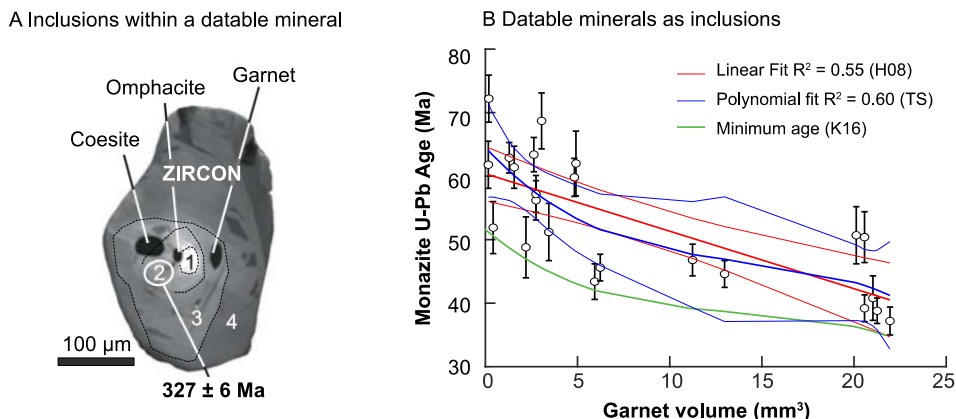 A Inclusions within a datable mineral
Omphacite
Garnet
Coesite
ZIRCON
1
2
3
4
100 µm
327 ± 6 Ma
B Datable minerals as inclusions
80
70
60
50
40
30
Monazite U-Pb Age (Ma)
Linear Fit R² = 0.55 (H08)
Polynomial fit R² = 0.60 (TS)
Minimum age (K16)
0 5 10 15 20 25
Garnet volume (mm³)